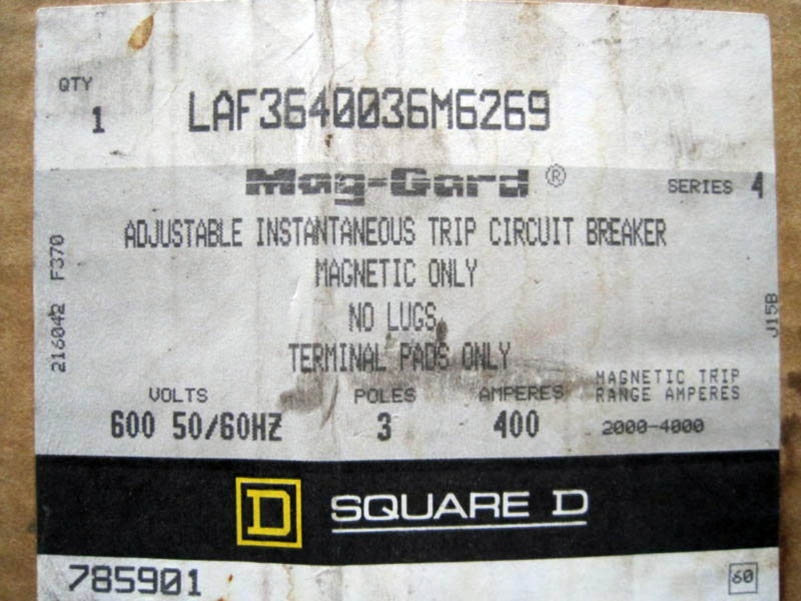 QTY
1
LAF3640036M6269
Mag-Gard®
SERIES 4
ADJUSTABLE INSTANTANEOUS TRIP CIRCUIT BREAKER
MAGNETIC ONLY
NO LUGS
TERMINAL PADS ONLY
216042 F370
J15B
VOLTS POLES AMPERES MAGNETIC TRIP
RANGE AMPERES
600 50/60HZ 3 400 2000-4000
D SQUARE D
785901
60